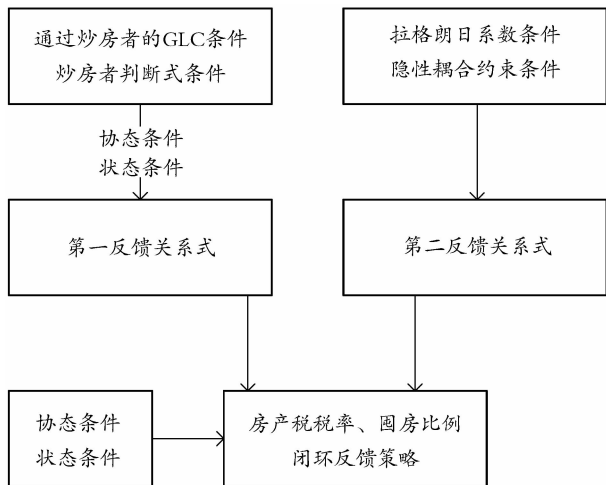 通过炒房者的GLC条件
炒房者判断式条件
拉格朗日系数条件
隐性耦合约束条件
协态条件
状态条件
第一反馈关系式
第二反馈关系式
协态条件
状态条件
房产税税率、囤房比例
闭环反馈策略